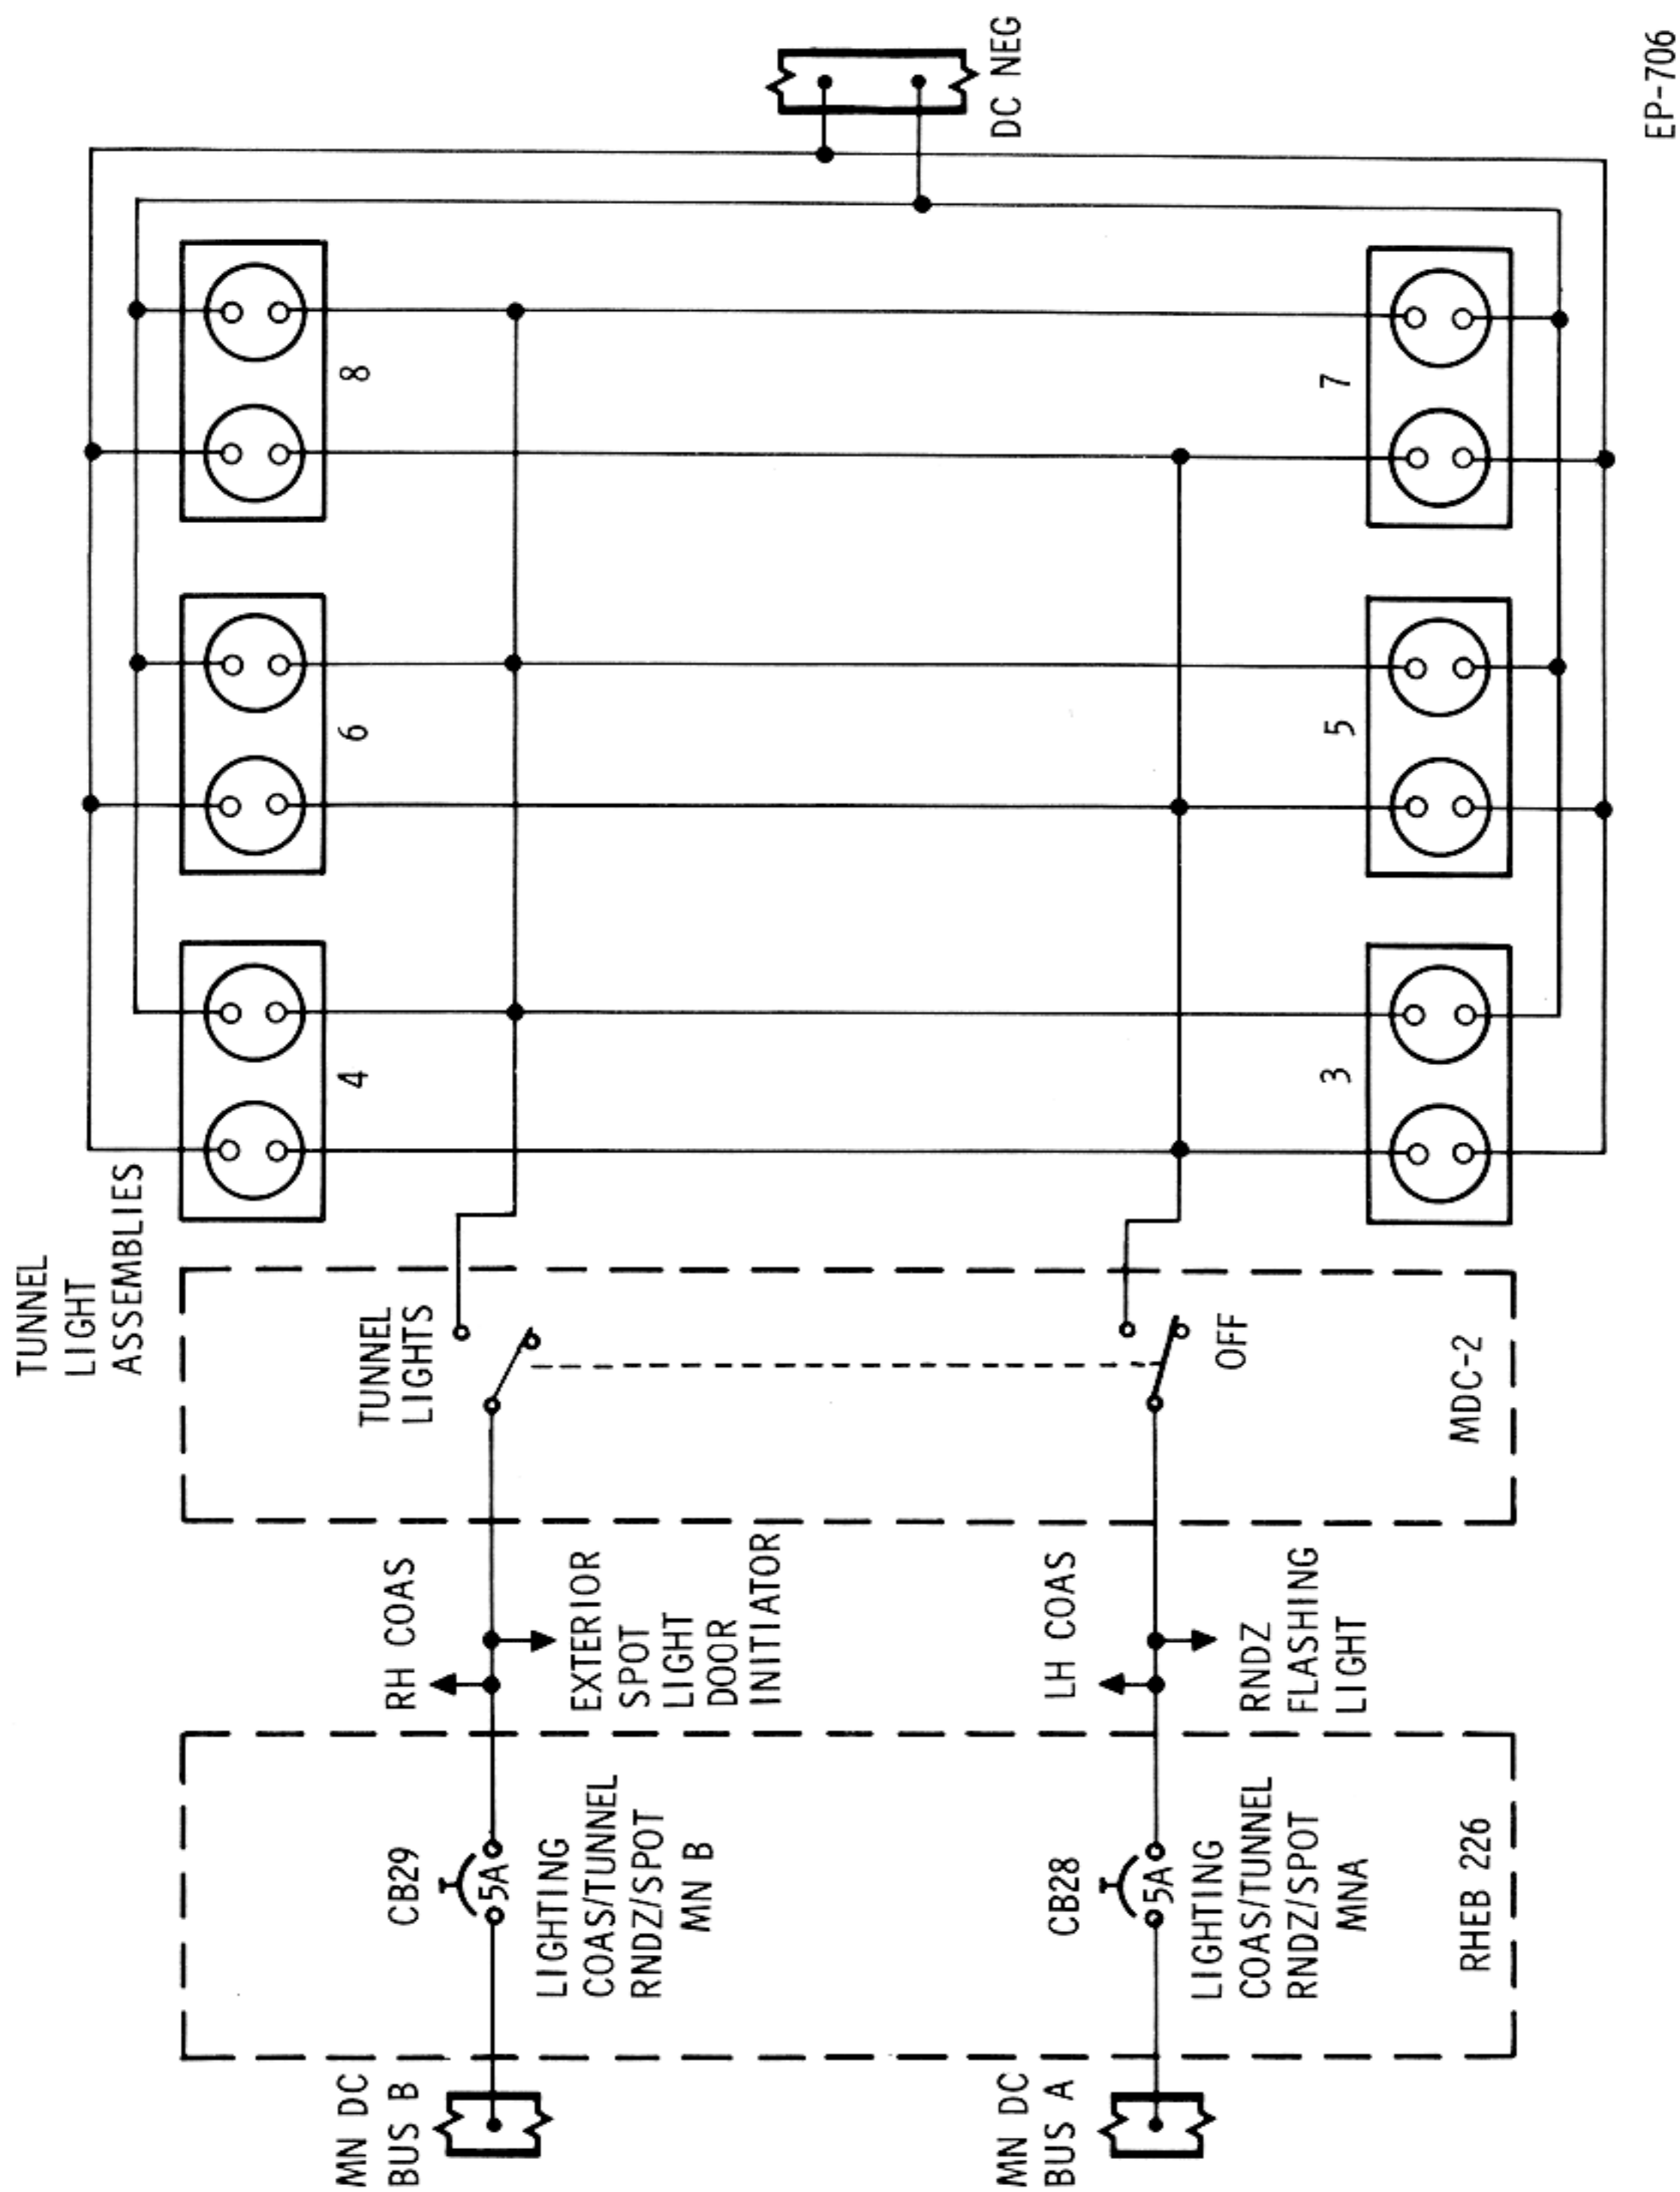 MN DC
BUS B
CB29
5A
LIGHTING
COAS/TUNNEL
RNDZ/SPOT
MN B
RH COAS
EXTERIOR
SPOT
LIGHT
DOOR
INITIATOR
TUNNEL
LIGHTS
TUNNEL
LIGHT
ASSEMBLIES
4
6
8
DC NEG
MN DC
BUS A
CB28
5A
LIGHTING
COAS/TUNNEL
RNDZ/SPOT
MNA
RHEB 226
LH COAS
RNDZ
FLASHING
LIGHT
OFF
MDC-2
3
5
7
EP-706